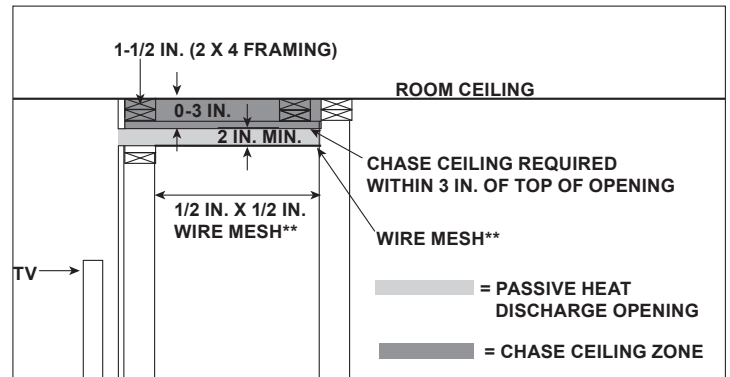 1-1/2 IN. (2 X 4 FRAMING)
ROOM CEILING
0-3 IN.
2 IN. MIN.
CHASE CEILING REQUIRED
WITHIN 3 IN. OF TOP OF OPENING
1/2 IN. X 1/2 IN.
WIRE MESH**
WIRE MESH**
TV
= PASSIVE HEAT
DISCHARGE OPENING
= CHASE CEILING ZONE